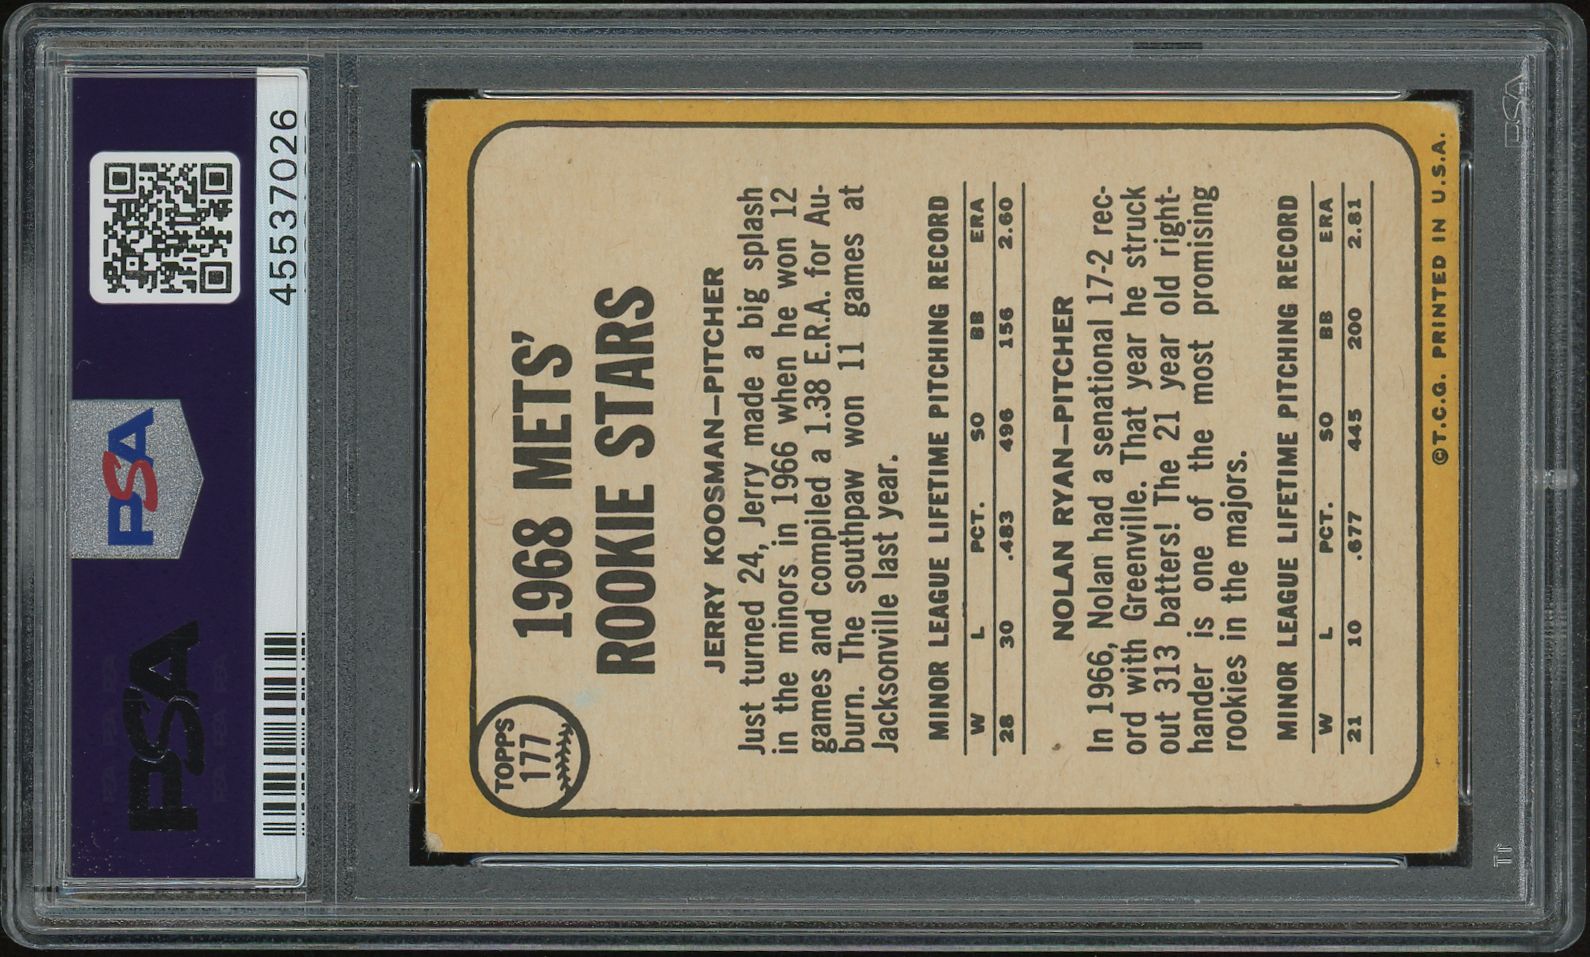 PSA
PSA
45537026
TOPPS
177
1968 METS'
ROOKIE STARS
JERRY KOOSMAN—PITCHER
Just turned 24, Jerry made a big splash
in the minors in 1966 when he won 12
games and compiled a 1.38 E.R.A. for Au-
burn. The southpaw won 11 games at
Jacksonville last year.
MINOR LEAGUE LIFETIME PITCHING RECORD
W L PCT. SO BB ERA
28 30 .483 496 156 2.60
NOLAN RYAN—PITCHER
In 1966, Nolan had a senational 17-2 rec-
ord with Greenville. That year he struck
out 313 batters! The 21 year old right-
hander is one of the most promising
rookies in the majors.
MINOR LEAGUE LIFETIME PITCHING RECORD
W L PCT. SO BB ERA
21 10 .677 445 200 2.81
©T.C.G. PRINTED IN U.S.A.
PSA